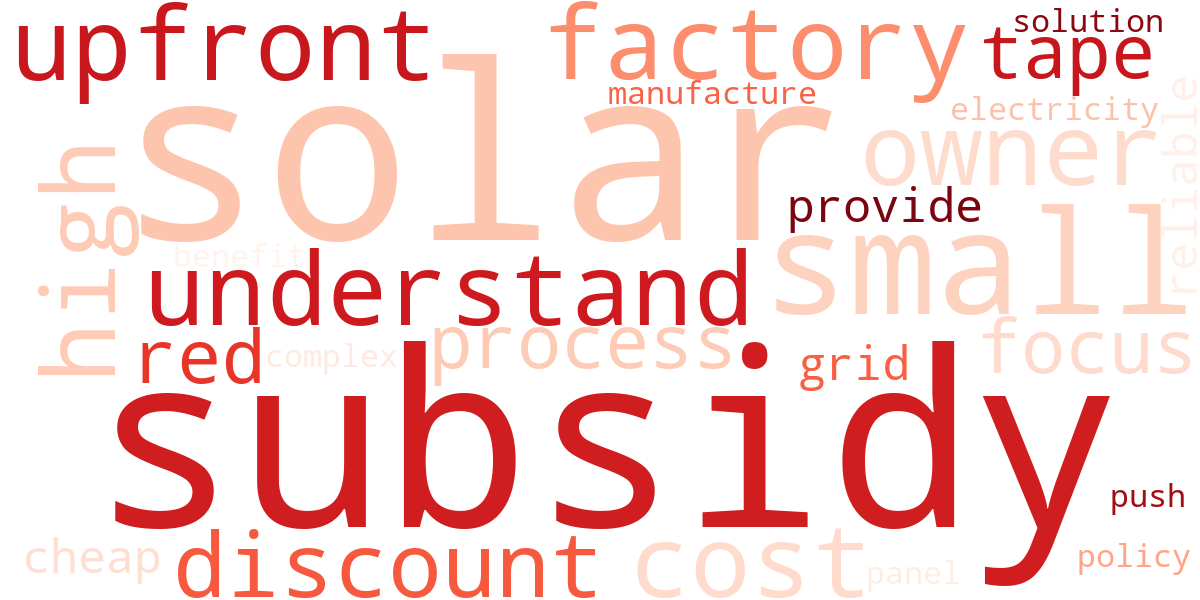 upfront
factory
solution
tape
manufacture
electricity
solar
owner
reliable
high
provide
small
benefit
understand
process
focus
red
complex
grid
subsidy
push
cheap
discount
cost
panel
policy